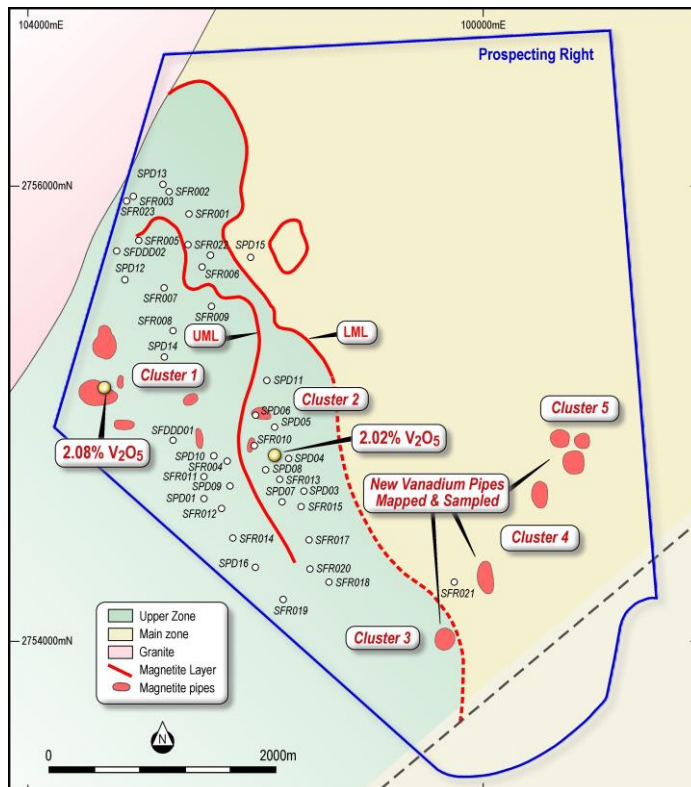 104000mE
100000mE
Prospecting Right
2756000mN
SPD13
SFR002
SFR003
SFR023
SFR001
SFR005
SFDDD02
SFR022
SPD15
SFR006
SPD12
SFR007
SFR009
SFR008
UML
LML
SPD14
Cluster 1
SPD11
Cluster 2
SPD06
SPD05
Cluster 5
2.08% V₂O₅
SFDDD01
SFR010
2.02% V₂O₅
SPD10
SFR004
SPD04
SPD08
SFR011
SFR013
New Vanadium Pipes
Mapped & Sampled
SPD09
SPD07
SPD03
SPD01
SFR015
SFR012
SFR014
SFR017
Cluster 4
SPD16
SFR020
SFR018
SFR021
SFR019
Cluster 3
2754000mN
Upper Zone
Main zone
Granite
Magnetite Layer
Magnetite pipes
N
0
2000m